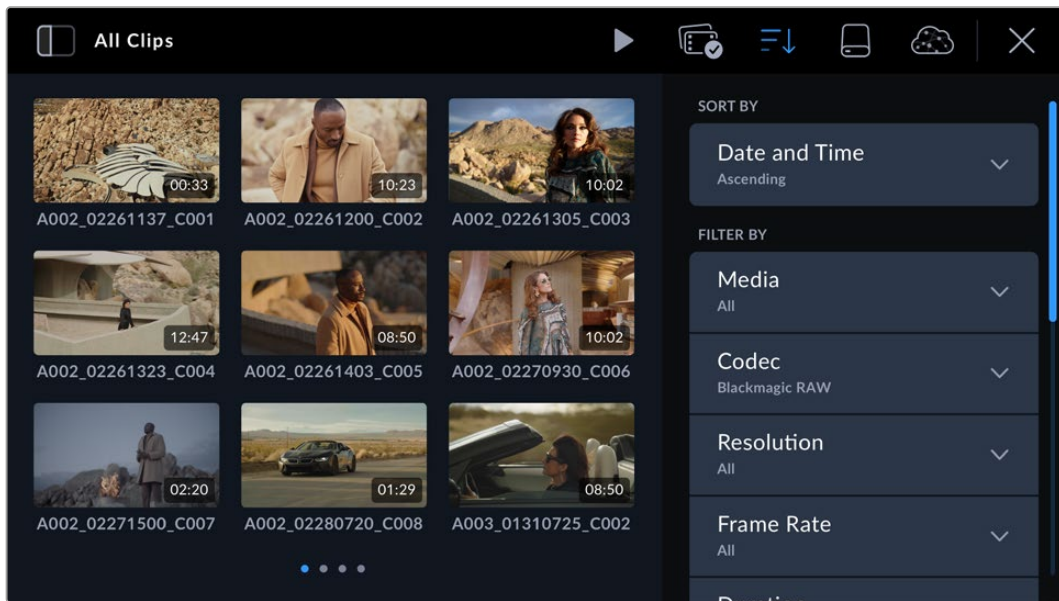 All Clips
00:33
10:23
10:02
A002_02261137_C001
A002_02261200_C002
A002_02261305_C003
12:47
08:50
10:02
A002_02261323_C004
A002_02261403_C005
A002_02270930_C006
02:20
01:29
08:50
A002_02271500_C007
A002_02280720_C008
A003_01310725_C002
SORT BY
Date and Time
Ascending
FILTER BY
Media
All
Codec
Blackmagic RAW
Resolution
All
Frame Rate
All